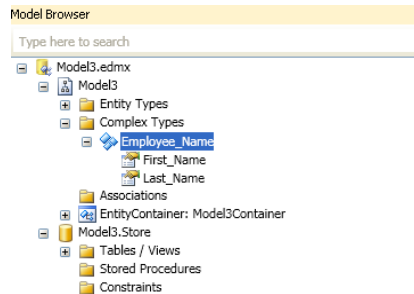 Model Browser
Type here to search
Model3.edmx
Model3
Entity Types
Complex Types
Employee_Name
First_Name
Last_Name
Associations
EntityContainer: Model3Container
Model3.Store
Tables / Views
Stored Procedures
Constraints